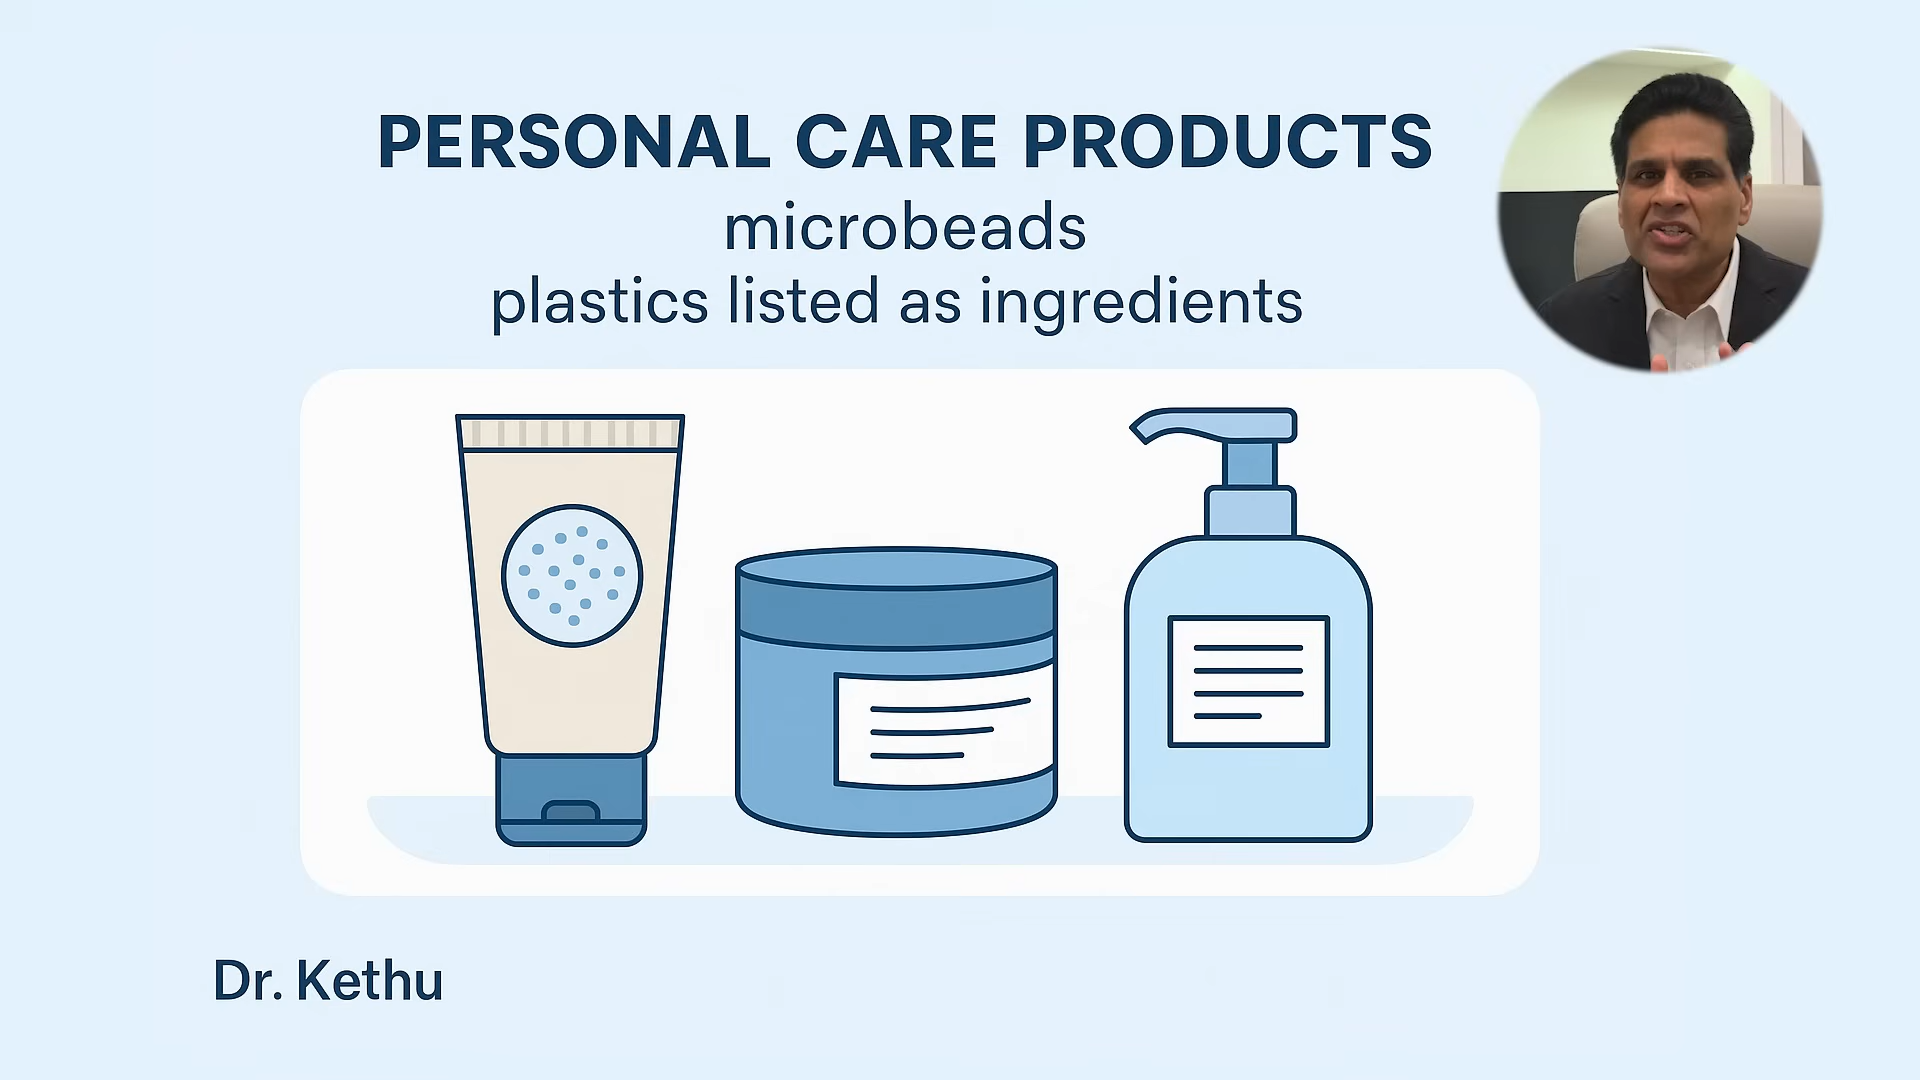 PERSONAL CARE PRODUCTS
microbeads
plastics listed as ingredients
Dr. Kethu